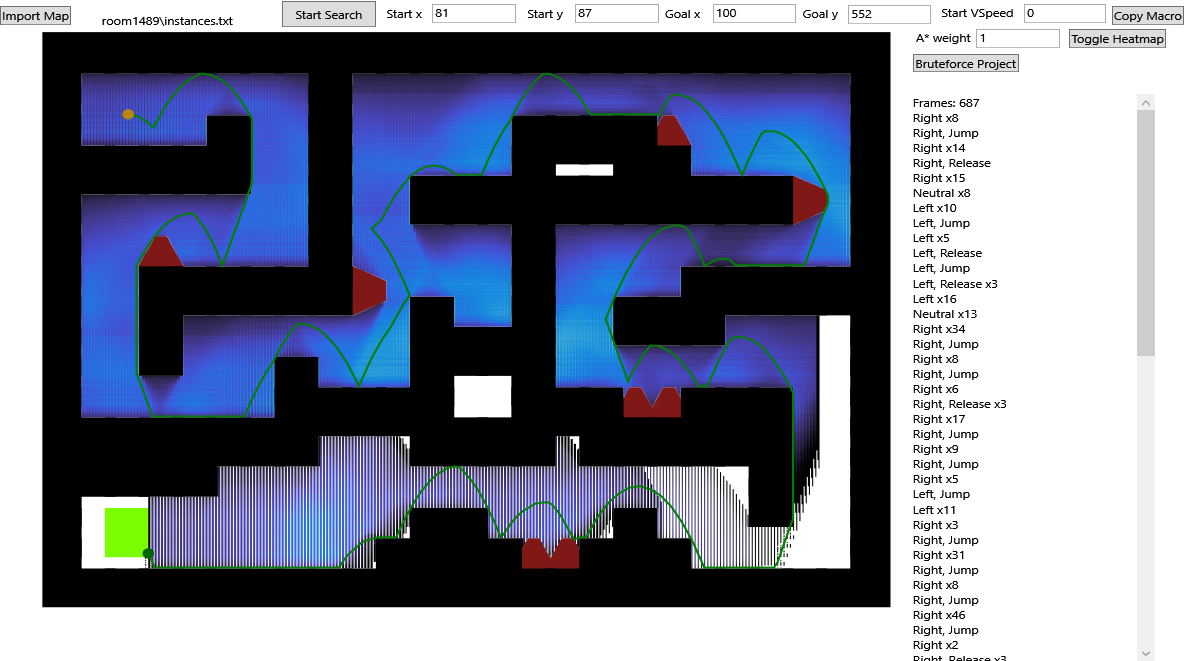 Import Map
room1489\instances.txt
Start Search
Start x 81
Start y 87
Goal x 100
Goal y 552
Start VSpeed 0
Copy Macro
A* weight 1
Toggle Heatmap
Bruteforce Project
Frames: 687
Right x8
Right, Jump
Right x14
Right, Release
Right x15
Neutral x8
Left x10
Left, Jump
Left x5
Left, Release
Left, Jump
Left, Release x3
Left x16
Neutral x13
Right x34
Right, Jump
Right x8
Right, Jump
Right x6
Right, Release x3
Right x17
Right, Jump
Right x9
Right, Jump
Right x5
Left, Jump
Left x11
Right x3
Right, Jump
Right x31
Right, Jump
Right x8
Right, Jump
Right x46
Right, Jump
Right x2
Right, Release x3